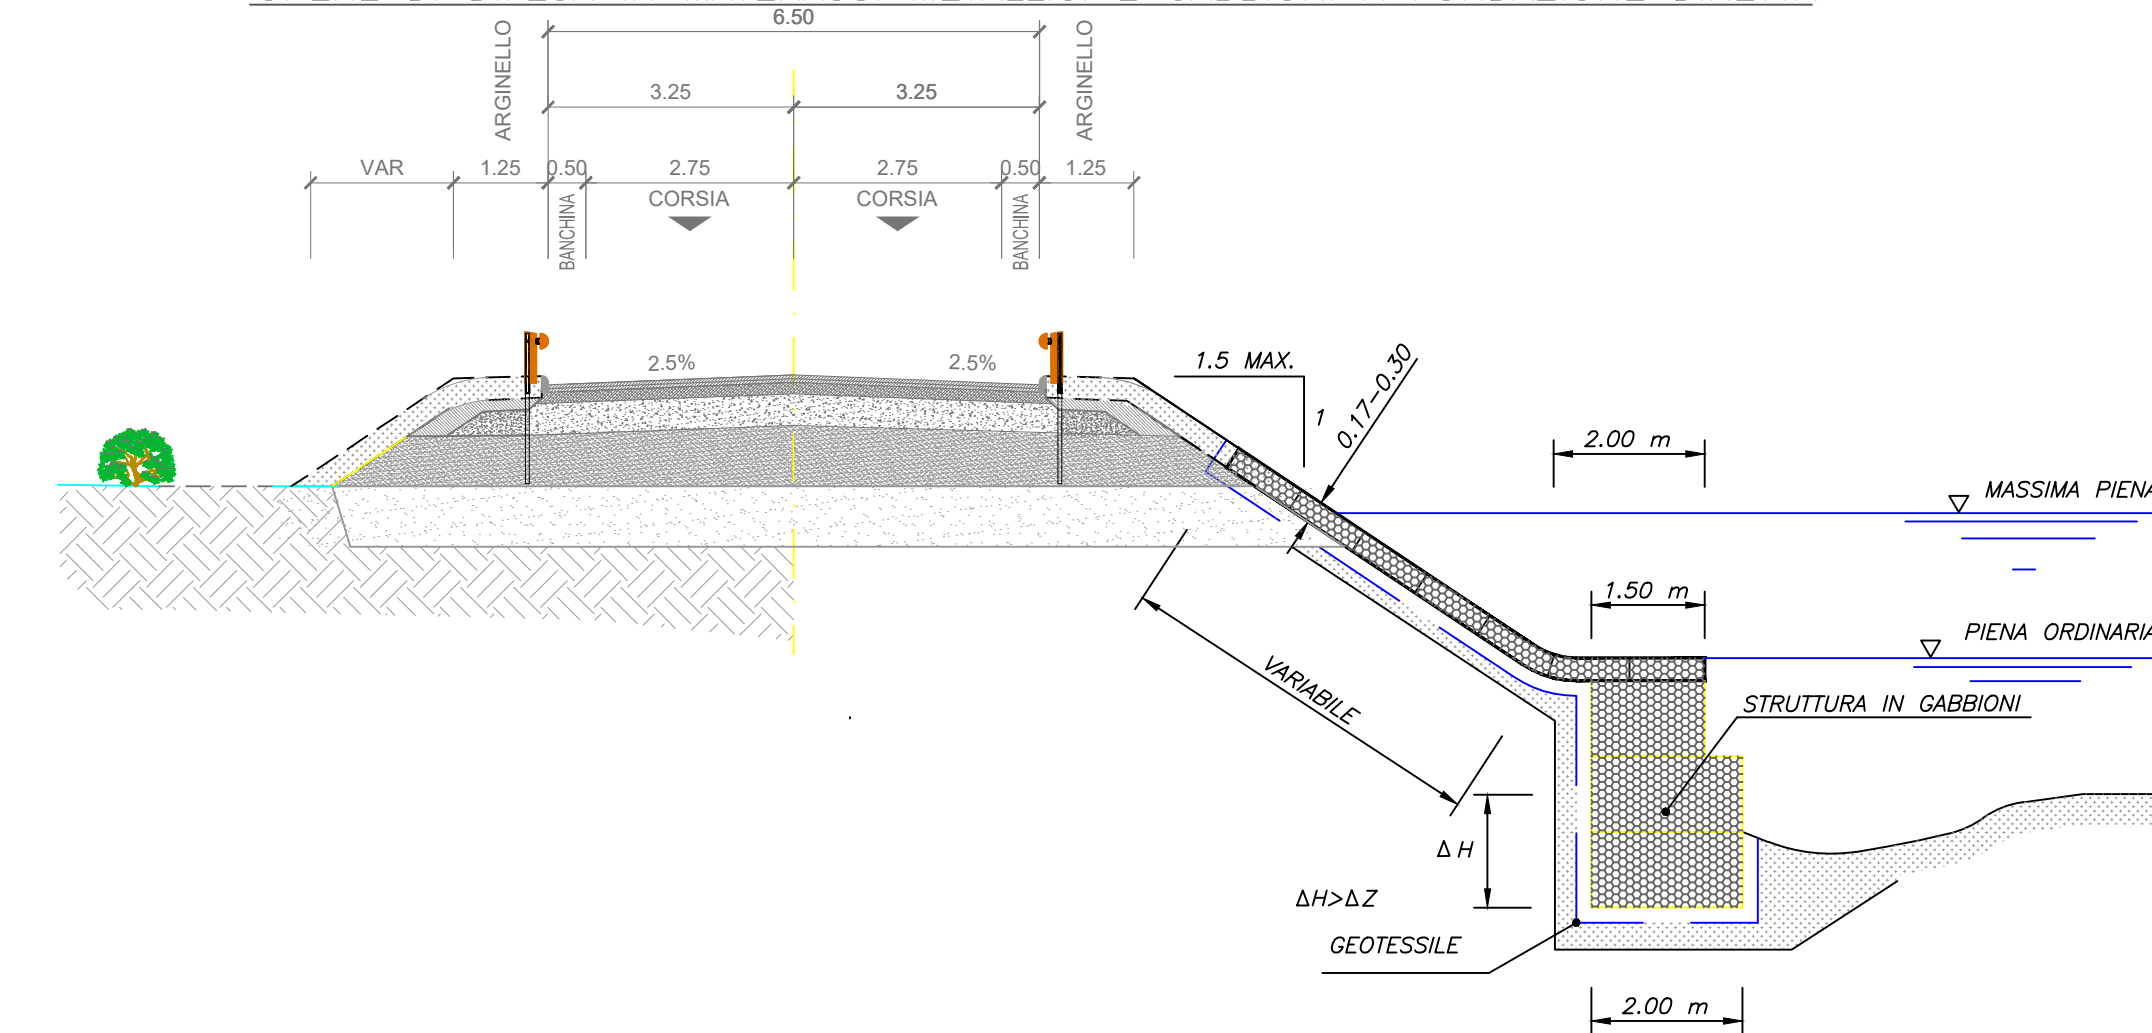 6.50
ARGINELLO
ARGINELLO
3.25
3.25
VAR
1.25
0.50
2.75
2.75
0.50
1.25
CORSIA
CORSIA
BANCHINA
BANCHINA
2.5%
2.5%
1.5 MAX.
1
0.17-0.30
2.00 m
MASSIMA PIENA
1.50 m
PIENA ORDINARIA
VARIABILE
STRUTTURA IN GABBIONI
ΔH
ΔH>ΔZ
GEOTESSILE
2.00 m